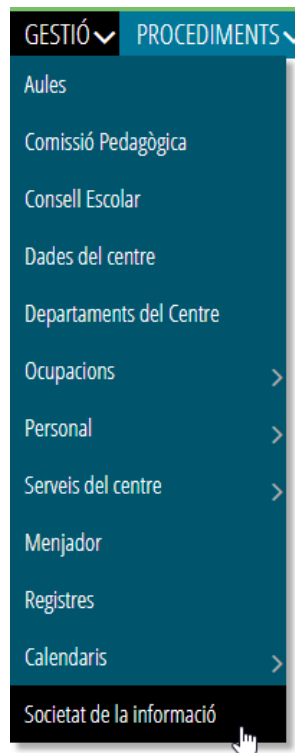 GESTIÓ PROCEDIMENTS
Aules
Comissió Pedagògica
Consell Escolar
Dades del centre
Departaments del Centre
Ocupacions
Personal
Serveis del centre
Menjador
Registres
Calendaris
Societat de la informació